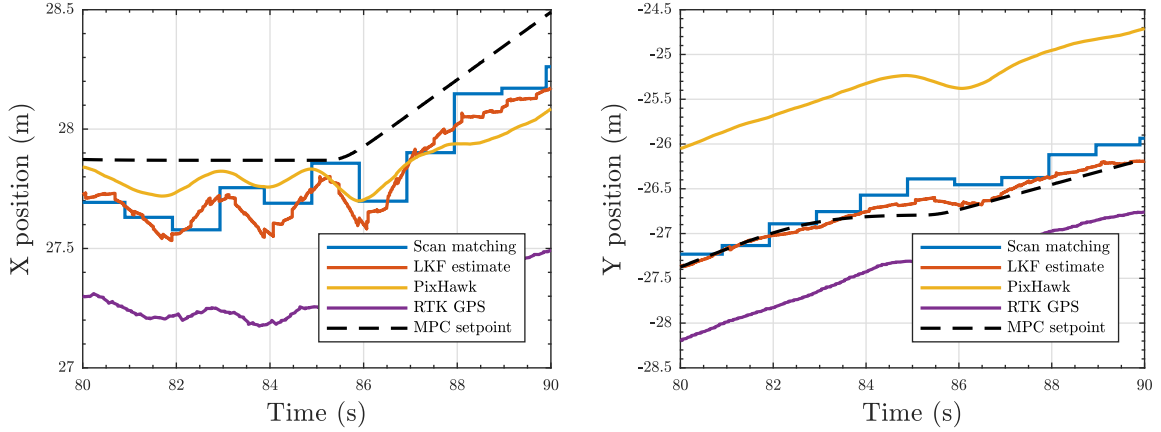 28.5
28
27.5
27
X position (m)
80
82
84
86
88
90
Time (s)
Scan matching
LKF estimate
PixHawk
RTK GPS
MPC setpoint
-24.5
-25
-25.5
-26
-26.5
-27
-27.5
-28
-28.5
Y position (m)
80
82
84
86
88
90
Time (s)
Scan matching
LKF estimate
PixHawk
RTK GPS
MPC setpoint